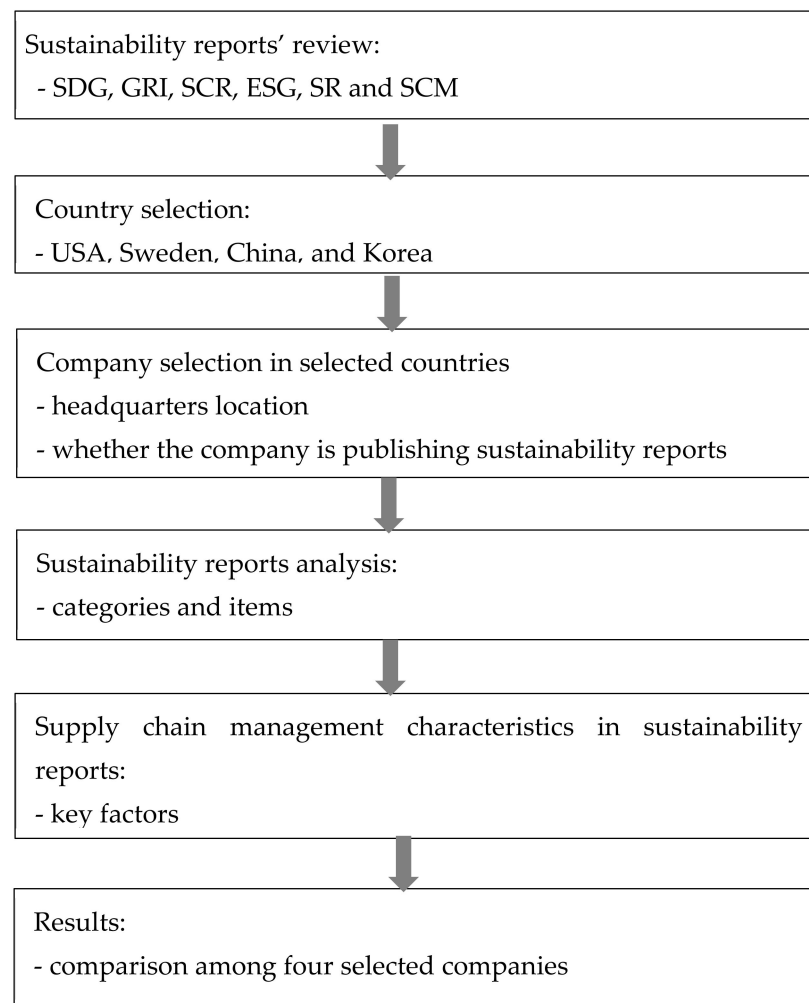 Sustainability reports’ review:
- SDG, GRI, SCR, ESG, SR and SCM
Country selection:
- USA, Sweden, China, and Korea
Company selection in selected countries
- headquarters location
- whether the company is publishing sustainability reports
Sustainability reports analysis:
- categories and items
Supply chain management characteristics in sustainability
reports:
- key factors
Results:
- comparison among four selected companies